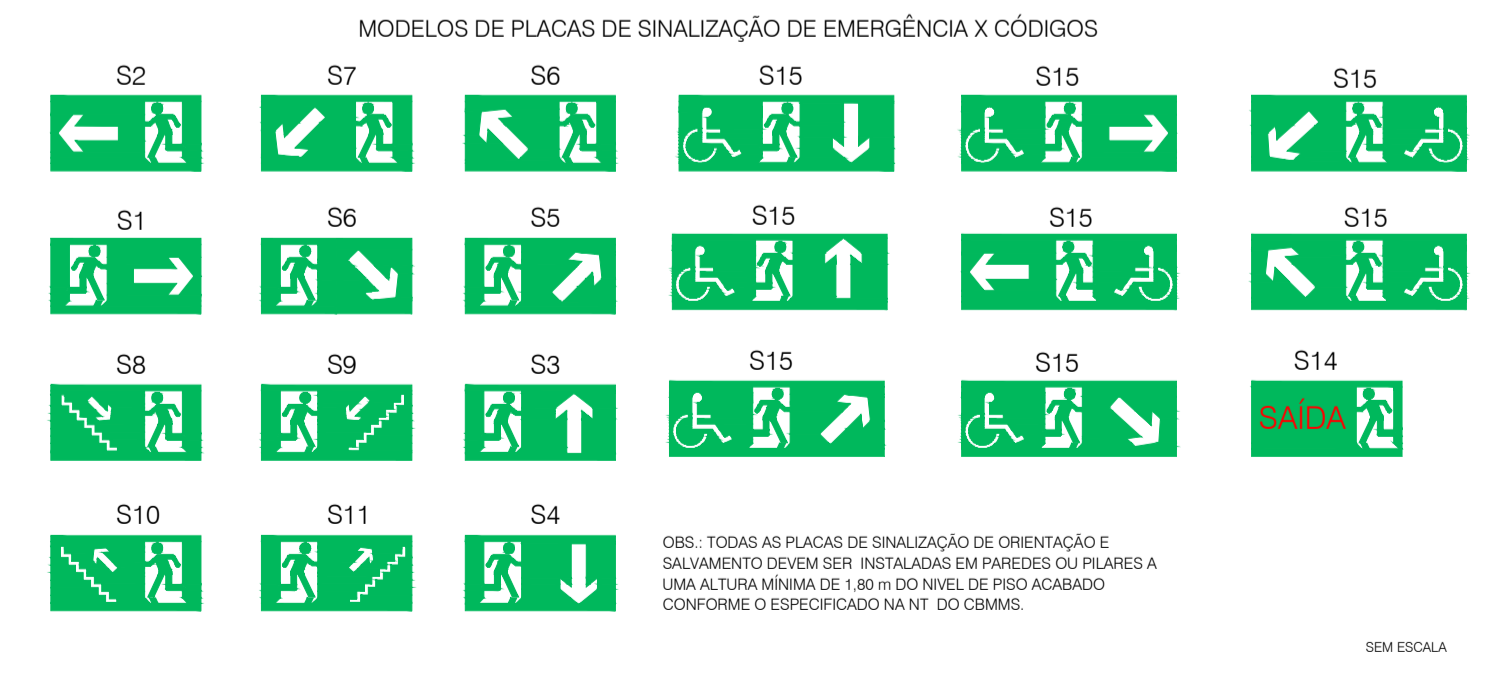 MODELOS DE PLACAS DE SINALIZAÇÃO DE EMERGÊNCIA X CÓDIGOS
S2
S7
S6
S15
S15
S15
S1
S6
S5
S15
S15
S15
S8
S9
S3
S15
S15
S14
SAÍDA
S10
S11
S4
OBS.: TODAS AS PLACAS DE SINALIZAÇÃO DE ORIENTAÇÃO E
SALVAMENTO DEVEM SER INSTALADAS EM PAREDES OU PILARES A
UMA ALTURA MÍNIMA DE 1,80 m DO NIVEL DE PISO ACABADO
CONFORME O ESPECIFICADO NA NT DO CBMMS.
SEM ESCALA